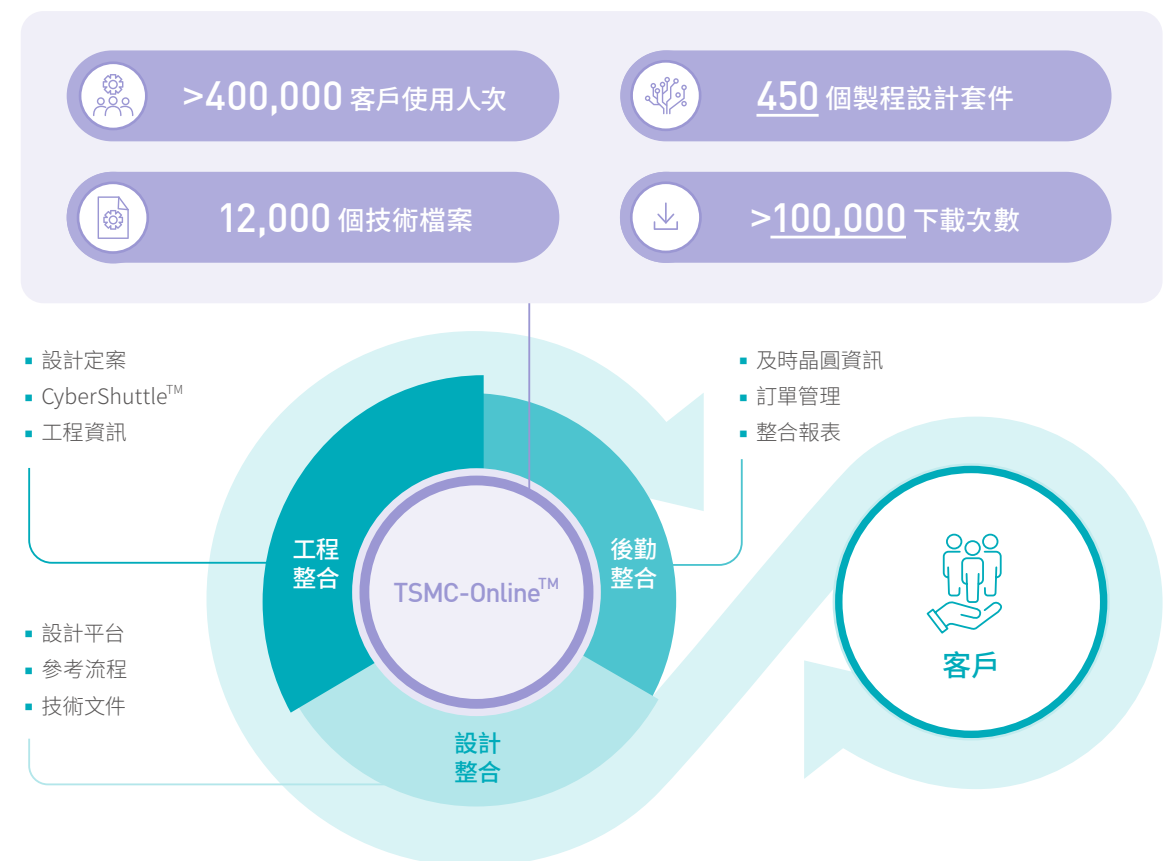 >400,000 客戶使用人次
450 個製程設計套件
12,000 個技術檔案
>100,000 下載次數
▪ 設計定案
▪ CyberShuttle™
▪ 工程資訊
▪ 及時晶圓資訊
▪ 訂單管理
▪ 整合報表
工程
整合
TSMC-Online™
後勤
整合
▪ 設計平台
▪ 參考流程
▪ 技術文件
設計
整合
客戶